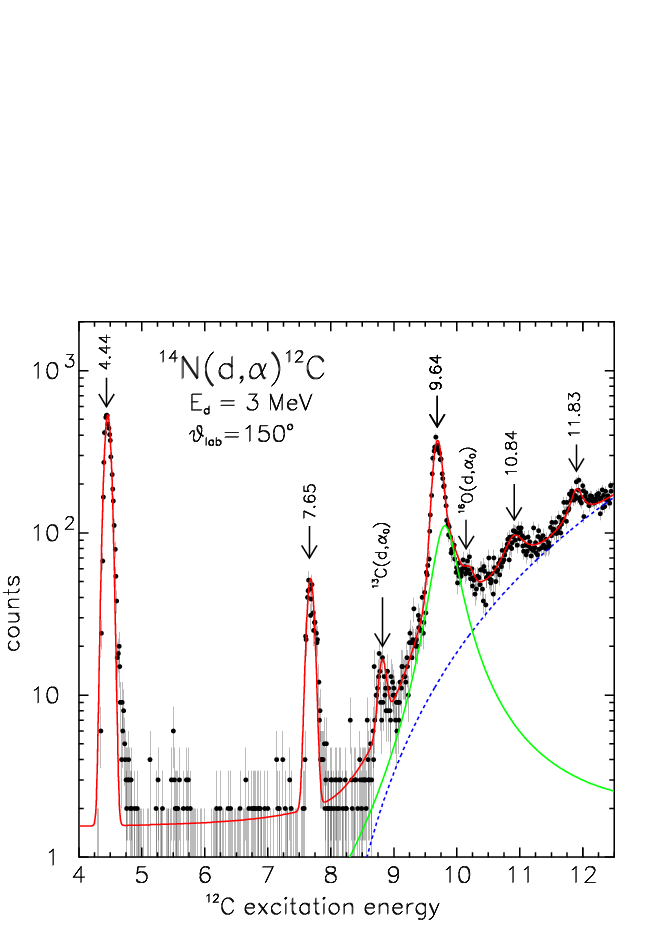 ¹⁴N(d,α)¹²C
E_d = 3 MeV
ϑ_lab=150°
4.44
7.65
¹³C(d,α₀)
9.64
¹⁶O(d,α₀)
10.84
11.83
10³
10²
10
1
counts
4 5 6 7 8 9 10 11 12
¹²C excitation energy